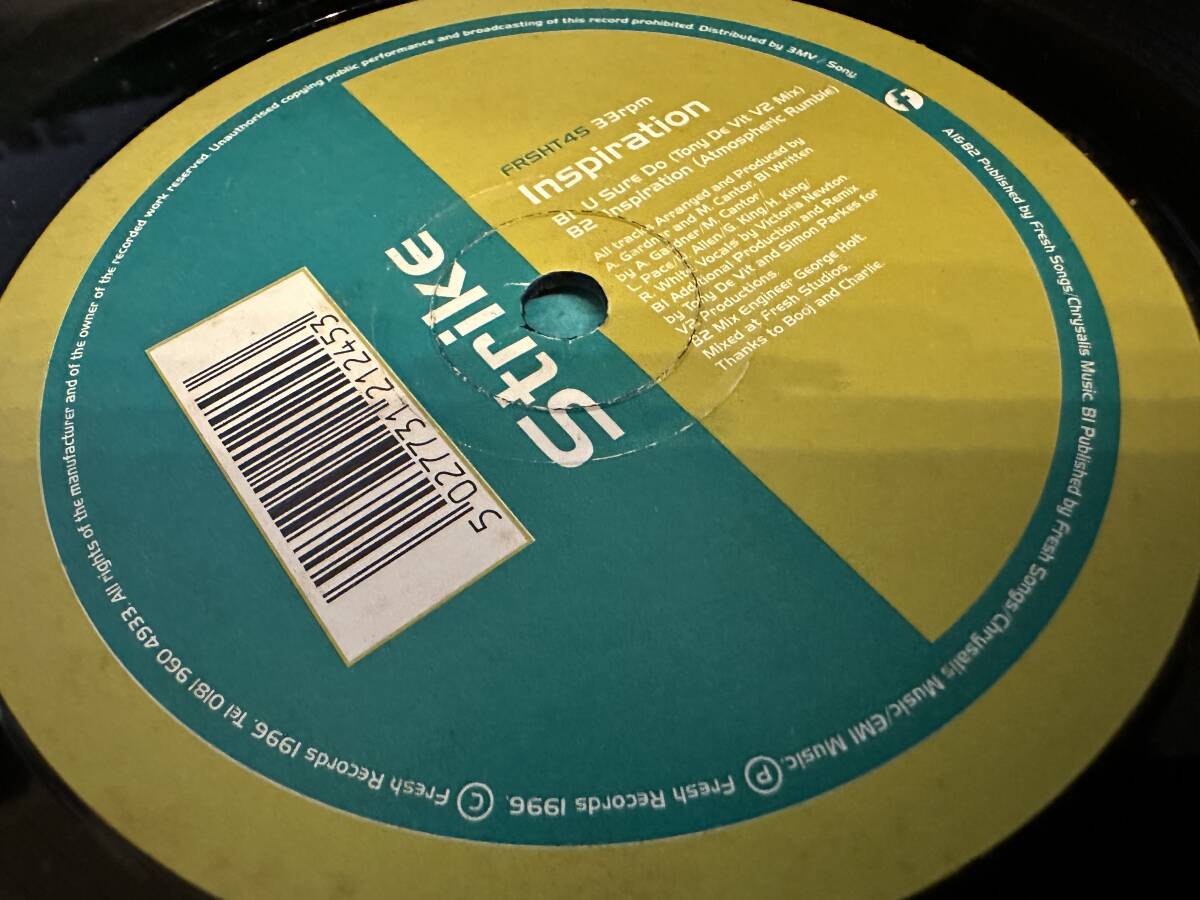 Strike
FRSHT45 33rpm
Inspiration
B1. U Sure Do (Tony De Vit V2 Mix)
B2. Inspiration (Atmospheric Rumble)
All tracks Arranged and Produced by
A. Gardner and M. Cantor. B1 Written
by A. Gardner/M. Cantor/
L. Pace/ Allen/G. King/H. King/
R. White. Vocals by Victoria Newton.
B1 Additional Production and Remix
by Tony De Vit and Simon Parkes for
V2 Productions.
B2 Mix Engineer George Holt.
Mixed at Fresh Studios.
Thanks to Booj and Charlie.
5 027731 212453
A1&B2 Published by Fresh Songs/Chrysalis Music B1 Published by Fresh Songs/Chrysalis Music/EMI Music. Ⓟ Fresh Records 1996. © Fresh Records 1996. Tel 0181 960 4933. All rights of the manufacturer and of the owner of the recorded work reserved. Unauthorised copying public performance and broadcasting of this record prohibited. Distributed by 3MV / Sony
f